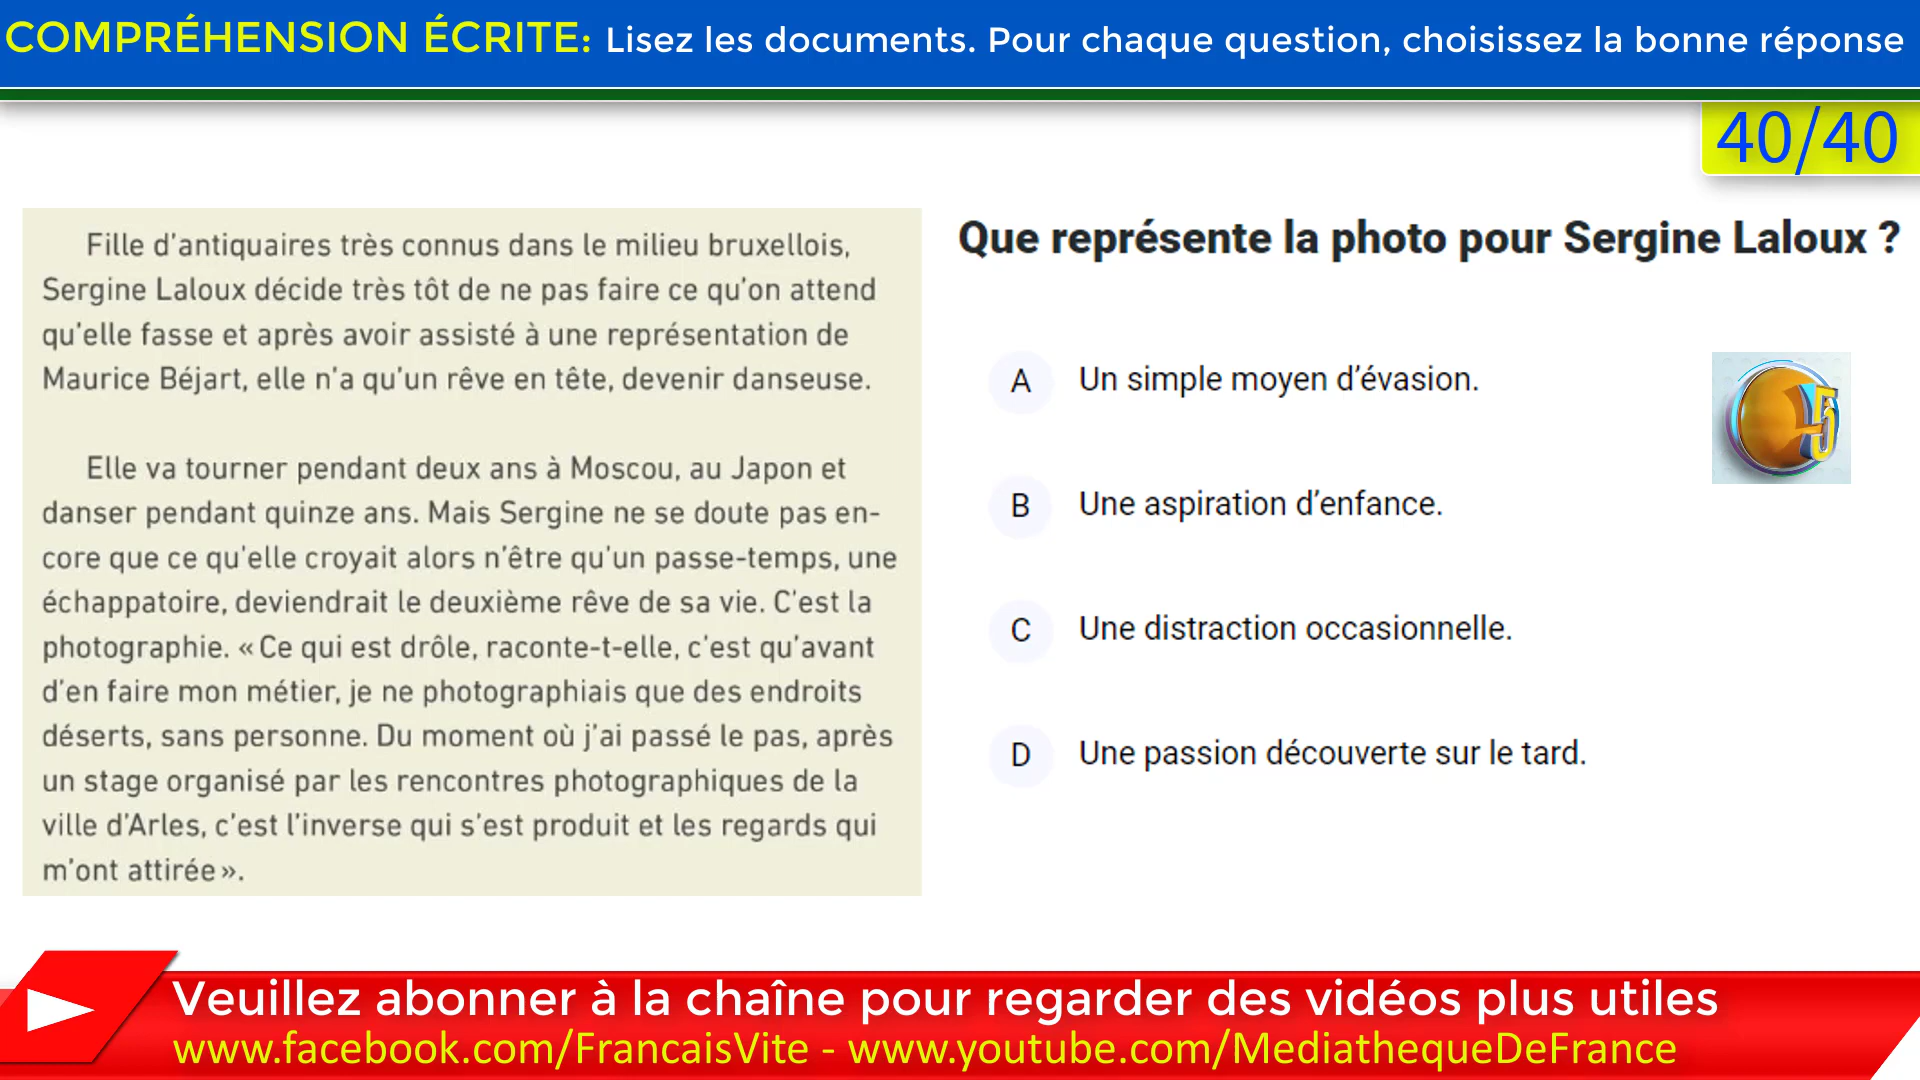 COMPRÉHENSION ÉCRITE: Lisez les documents. Pour chaque question, choisissez la bonne réponse
40/40
Fille d'antiquaires très connus dans le milieu bruxellois,
Sergine Laloux décide très tôt de ne pas faire ce qu'on attend
qu'elle fasse et après avoir assisté à une représentation de
Maurice Béjart, elle n'a qu'un rêve en tête, devenir danseuse.
Elle va tourner pendant deux ans à Moscou, au Japon et
danser pendant quinze ans. Mais Sergine ne se doute pas en-
core que ce qu'elle croyait alors n'être qu'un passe-temps, une
échappatoire, deviendrait le deuxième rêve de sa vie. C'est la
photographie. « Ce qui est drôle, raconte-t-elle, c'est qu'avant
d'en faire mon métier, je ne photographiais que des endroits
déserts, sans personne. Du moment où j'ai passé le pas, après
un stage organisé par les rencontres photographiques de la
ville d'Arles, c'est l'inverse qui s'est produit et les regards qui
m'ont attirée ».
Que représente la photo pour Sergine Laloux ?
A Un simple moyen d'évasion.
B Une aspiration d'enfance.
C Une distraction occasionnelle.
D Une passion découverte sur le tard.
5
Veuillez abonner à la chaîne pour regarder des vidéos plus utiles
www.facebook.com/FrancaisVite - www.youtube.com/MediathequeDeFrance